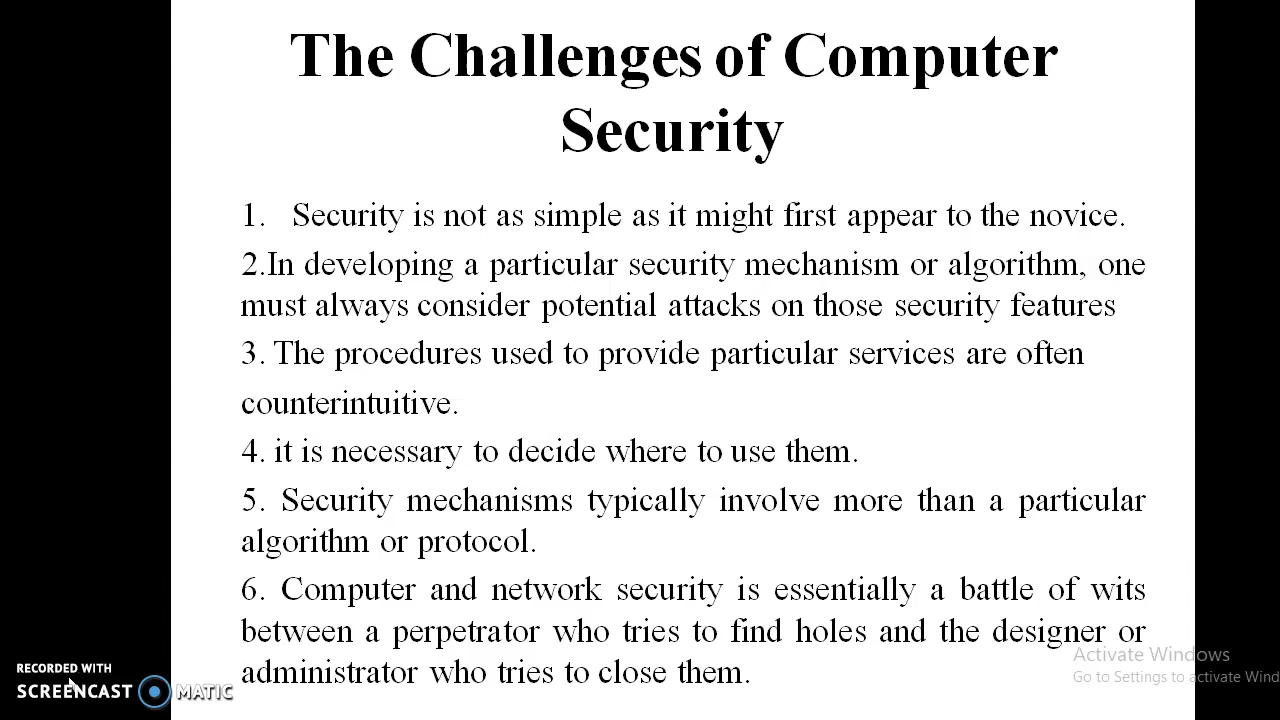 The Challenges of Computer
Security
1. Security is not as simple as it might first appear to the novice.
2.In developing a particular security mechanism or algorithm, one
must always consider potential attacks on those security features
3. The procedures used to provide particular services are often
counterintuitive.
4. it is necessary to decide where to use them.
5. Security mechanisms typically involve more than a particular
algorithm or protocol.
6. Computer and network security is essentially a battle of wits
between a perpetrator who tries to find holes and the designer or
administrator who tries to close them.
Activate Windows
Go to Settings to activate Wind
RECORDED WITH
SCREENCAST MATIC